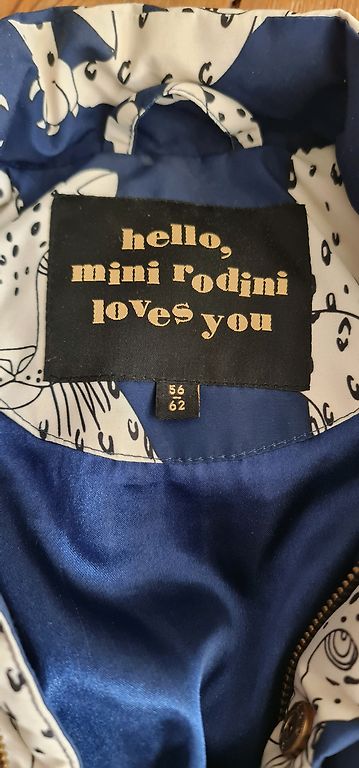 hello,
mini rodini
loves you
56
62